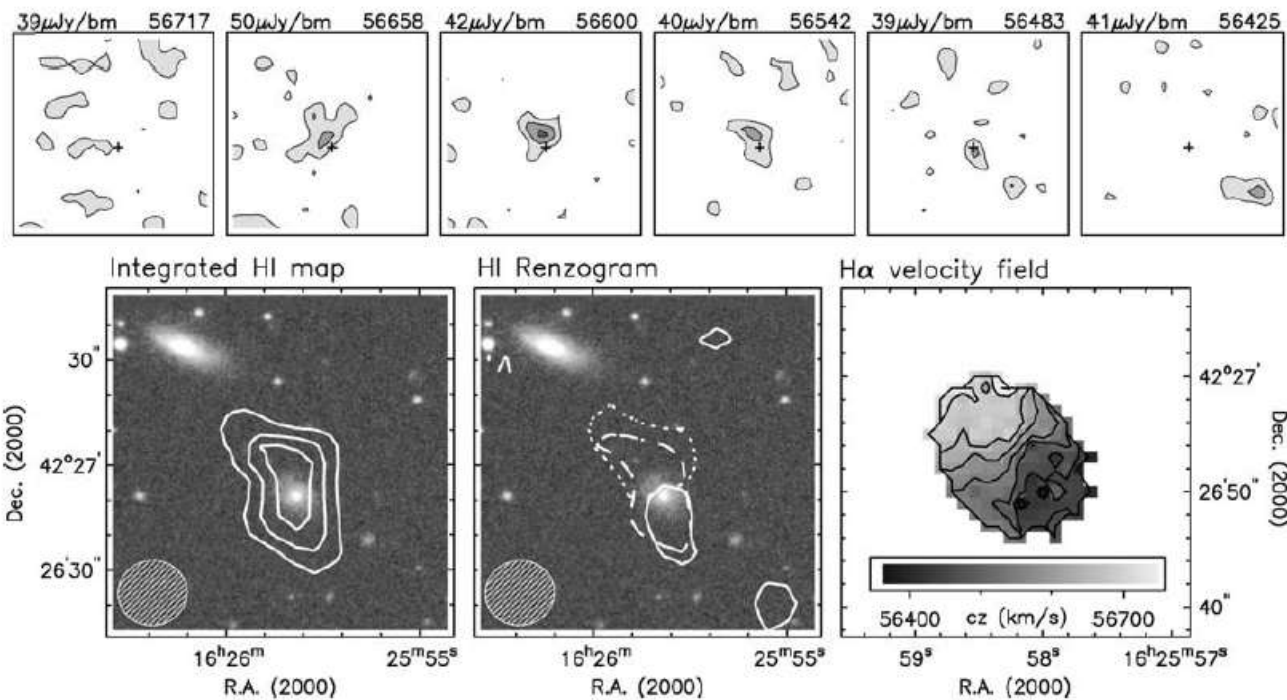 39μJy/bm 56717
50μJy/bm 56658
42μJy/bm 56600
40μJy/bm 56542
39μJy/bm 56483
41μJy/bm 56425
Integrated HI map
HI Renzogram
Hα velocity field
Dec. (2000)
30"
42°27'
26'30"
16ʰ26ᵐ
25ᵐ55ˢ
R.A. (2000)
16ʰ26ᵐ
25ᵐ55ˢ
R.A. (2000)
56400 cz (km/s) 56700
42°27'
26'50"
40"
Dec. (2000)
59ˢ
58ˢ
16ʰ25ᵐ57ˢ
R.A. (2000)